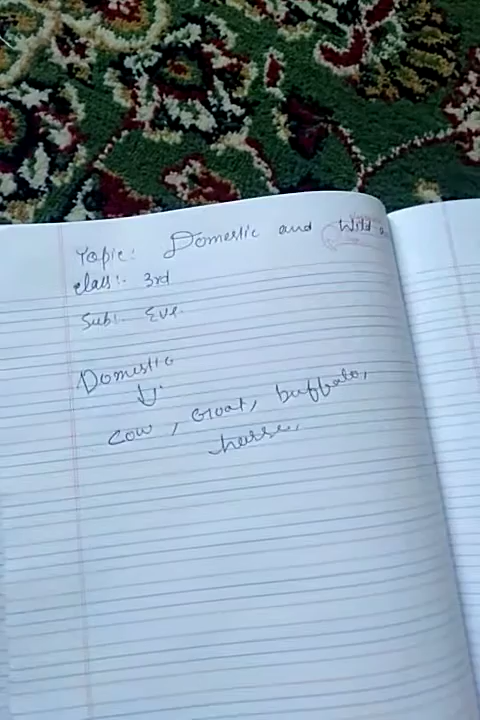 Topic: Domestic and Wild a
class:- 3rd
Sub:- Eve.
Domestic
cow, Goat, buffalo,
horse,